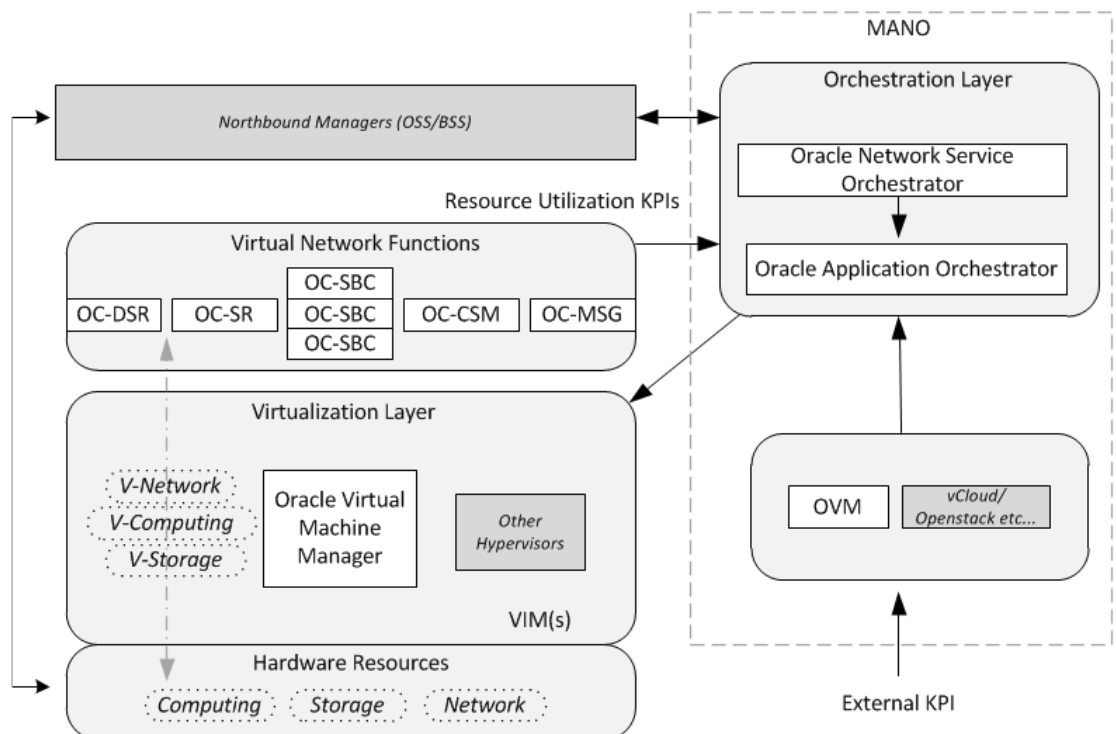 MANO
Orchestration Layer
Northbound Managers (OSS/BSS)
Oracle Network Service
Orchestrator
Resource Utilization KPIs
Virtual Network Functions
Oracle Application Orchestrator
OC-SBC
OC-DSR
OC-SR
OC-SBC
OC-CSM
OC-MSG
OC-SBC
Virtualization Layer
V-Network
V-Computing
V-Storage
Oracle Virtual
Machine
Manager
Other
Hypervisors
OVM
vCloud/
Openstack etc...
VIM(s)
Hardware Resources
Computing
Storage
Network
External KPI